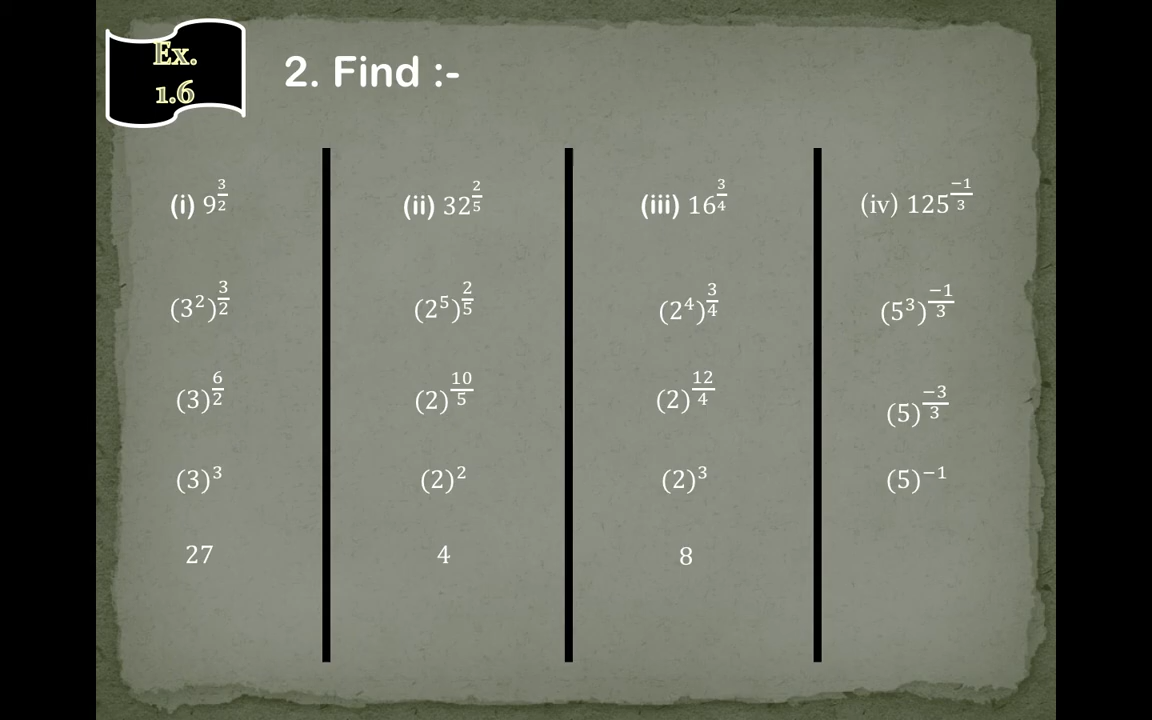 Ex.
1.6
2. Find :-
(i) 9^(3/2)
(3²)^(3/2)
(3)^(6/2)
(3)³
27
(ii) 32^(2/5)
(2⁵)^(2/5)
(2)^(10/5)
(2)²
4
(iii) 16^(3/4)
(2⁴)^(3/4)
(2)^(12/4)
(2)³
8
(iv) 125^(−1/3)
(5³)^(−1/3)
(5)^(−3/3)
(5)⁻¹